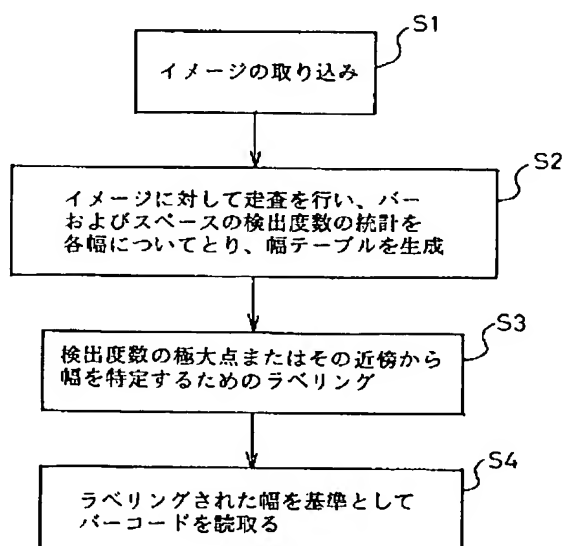 S1
イメージの取り込み
S2
イメージに対して走査を行い、バー
およびスペースの検出度数の統計を
各幅についてとり、幅テーブルを生成
S3
検出度数の極大点またはその近傍から
幅を特定するためのラベリング
S4
ラベリングされた幅を基準として
バーコードを読取る